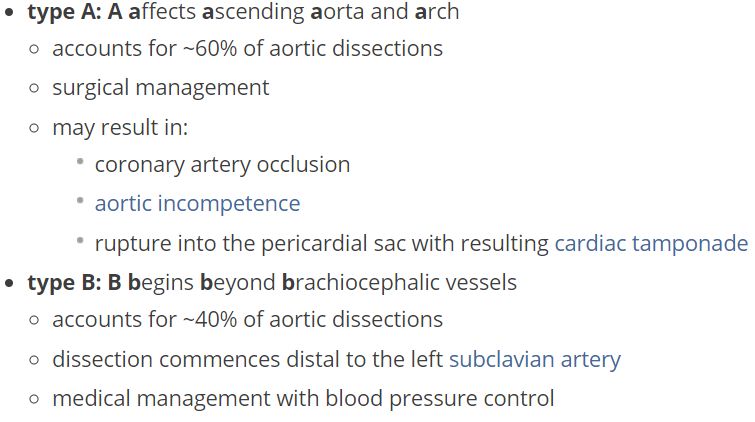 type A: A affects ascending aorta and arch
accounts for ~60% of aortic dissections
surgical management
may result in:
coronary artery occlusion
aortic incompetence
rupture into the pericardial sac with resulting cardiac tamponade
type B: B begins beyond brachiocephalic vessels
accounts for ~40% of aortic dissections
dissection commences distal to the left subclavian artery
medical management with blood pressure control